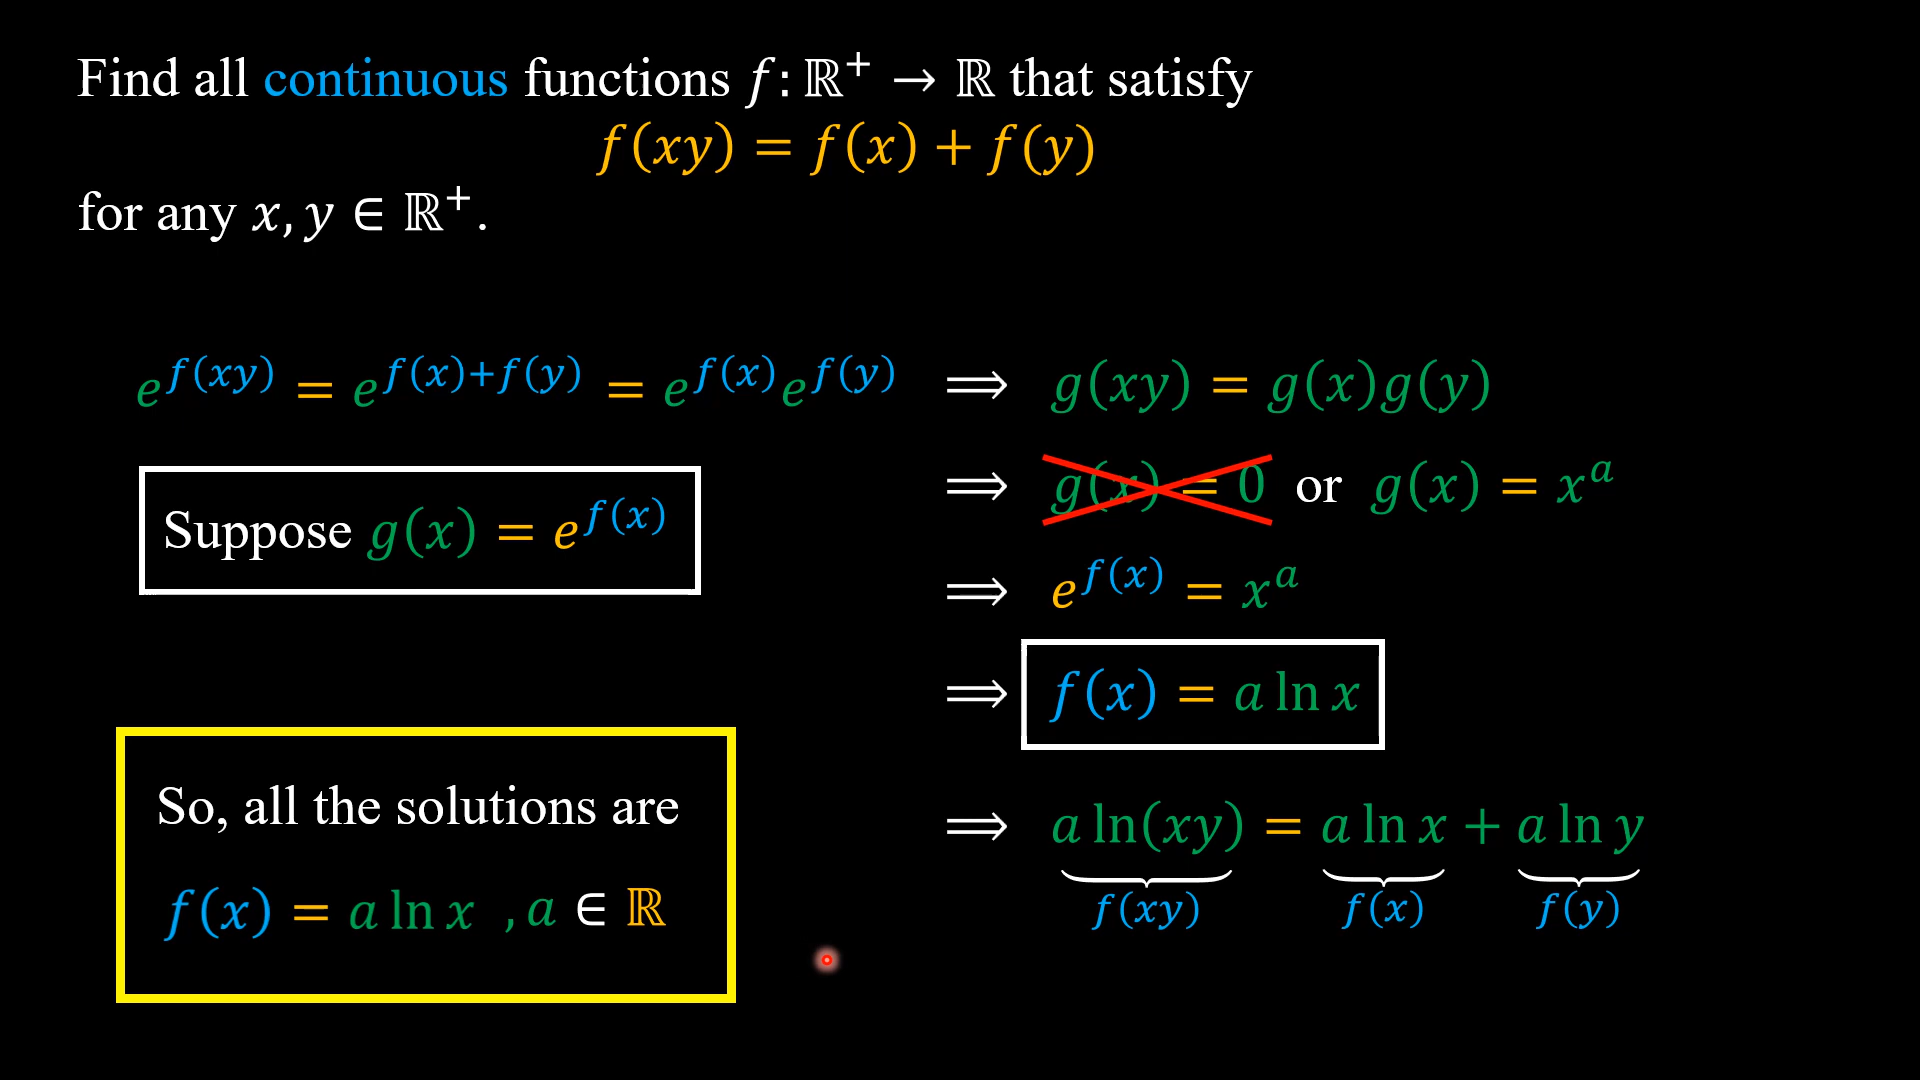 Find all continuous functions f: ℝ⁺ → ℝ that satisfy
f(xy) = f(x) + f(y)
for any x, y ∈ ℝ⁺.
e^{f(xy)} = e^{f(x)+f(y)} = e^{f(x)}e^{f(y)} ⟹ g(xy) = g(x)g(y)
Suppose g(x) = e^{f(x)}
⟹ g(x) = 0 or g(x) = x^a
⟹ e^{f(x)} = x^a
⟹ f(x) = a ln x
⟹ a ln(xy) = a ln x + a ln y
f(xy) f(x) f(y)
So, all the solutions are
f(x) = a ln x , a ∈ ℝ